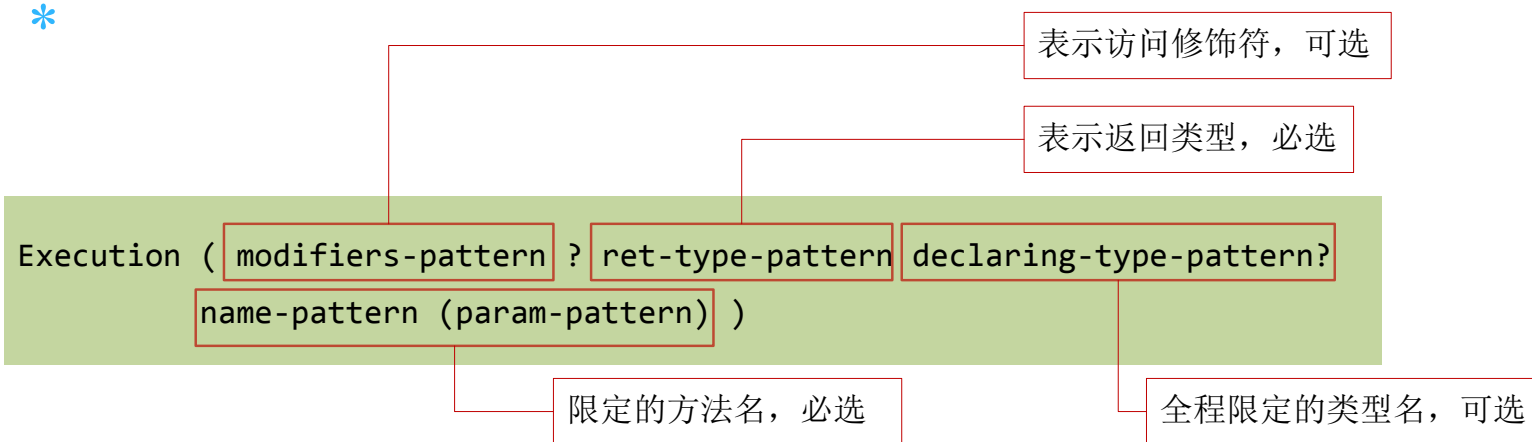 *
表示访问修饰符，可选
表示返回类型，必选
Execution ( modifiers-pattern ? ret-type-pattern declaring-type-pattern?
name-pattern (param-pattern) )
限定的方法名，必选
全程限定的类型名，可选